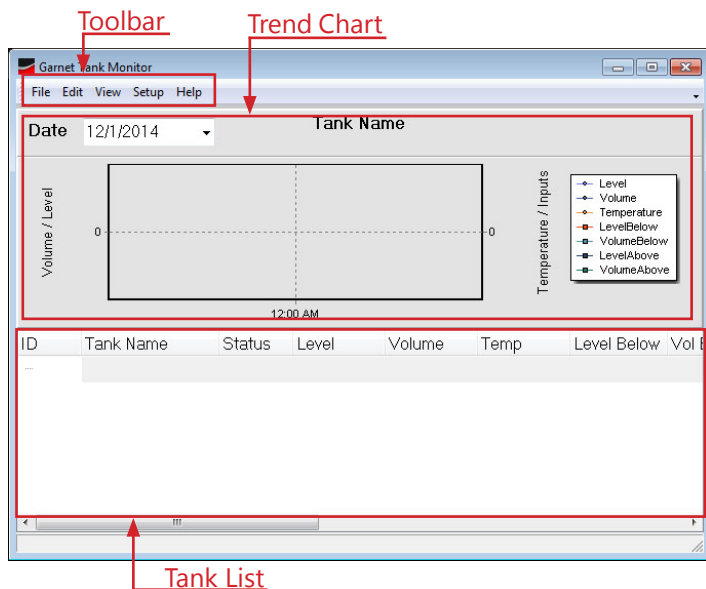 Toolbar
Trend Chart
Garnet Tank Monitor
File Edit View Setup Help
Date 12/1/2014
Tank Name
Volume / Level
0
0
12:00 AM
Temperature / Inputs
Level
Volume
Temperature
LevelBelow
VolumeBelow
LevelAbove
VolumeAbove
ID Tank Name Status Level Volume Temp Level Below Vol
Tank List